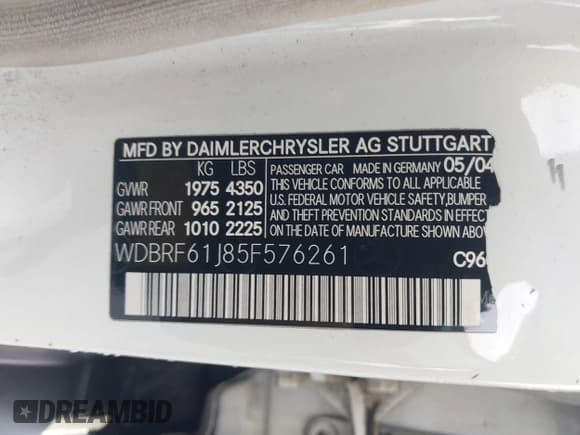 MFD BY DAIMLERCHRYSLER AG STUTTGART
KG LBS
GVWR 1975 4350
GAWR FRONT 965 2125
GAWR REAR 1010 2225
PASSENGER CAR MADE IN GERMANY 05/04
THIS VEHICLE CONFORMS TO ALL APPLICABLE
U.S. FEDERAL MOTOR VEHICLE SAFETY, BUMPER
AND THEFT PREVENTION STANDARDS IN EFFECT
ON THE DATE OF MANUFACTURE SHOWN ABOV
WDBRF61J85F576261
C96
DREAMBID